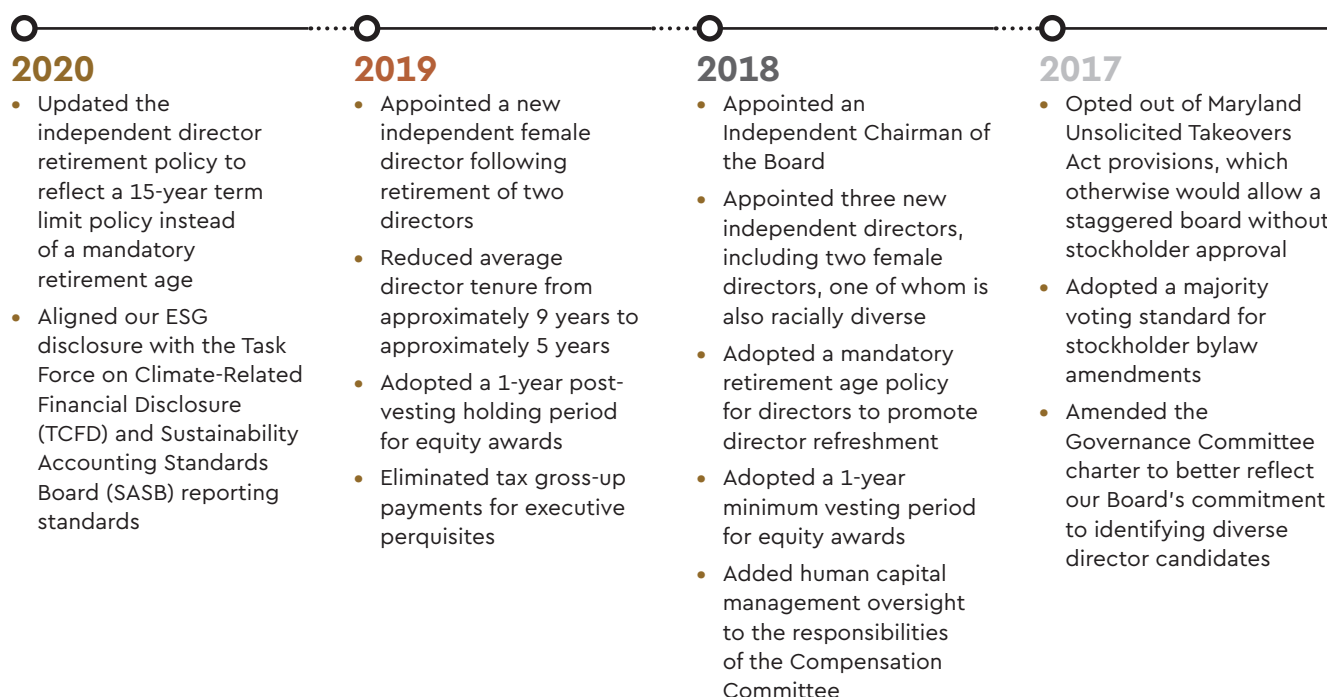 2020
• Updated the
independent director
retirement policy to
reflect a 15-year term
limit policy instead
of a mandatory
retirement age
• Aligned our ESG
disclosure with the Task
Force on Climate-Related
Financial Disclosure
(TCFD) and Sustainability
Accounting Standards
Board (SASB) reporting
standards
2019
• Appointed a new
independent female
director following
retirement of two
directors
• Reduced average
director tenure from
approximately 9 years to
approximately 5 years
• Adopted a 1-year post-
vesting holding period
for equity awards
• Eliminated tax gross-up
payments for executive
perquisites
2018
• Appointed an
Independent Chairman of
the Board
• Appointed three new
independent directors,
including two female
directors, one of whom is
also racially diverse
• Adopted a mandatory
retirement age policy
for directors to promote
director refreshment
• Adopted a 1-year
minimum vesting period
for equity awards
• Added human capital
management oversight
to the responsibilities
of the Compensation
Committee
2017
• Opted out of Maryland
Unsolicited Takeovers
Act provisions, which
otherwise would allow a
staggered board without
stockholder approval
• Adopted a majority
voting standard for
stockholder bylaw
amendments
• Amended the
Governance Committee
charter to better reflect
our Board's commitment
to identifying diverse
director candidates